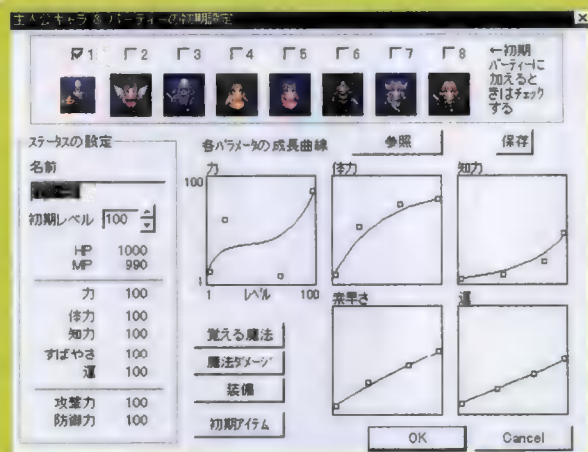 主人公キャラ & パーティーの初期設定
1 2 3 4 5 6 7 8
←初期
パーティーに
加えると
きはチェック
する
ステータスの設定
名前
初期レベル 100
HP 1000
MP 990
力 100
体力 100
知力 100
すばやさ 100
運 100
攻撃力 100
防御力 100
各パラメータの成長曲線
参照
保存
力
100
1
1 レベル 100
体力
知力
素早さ
運
覚える魔法
魔法ダメージ
装備
初期アイテム
OK
Cancel